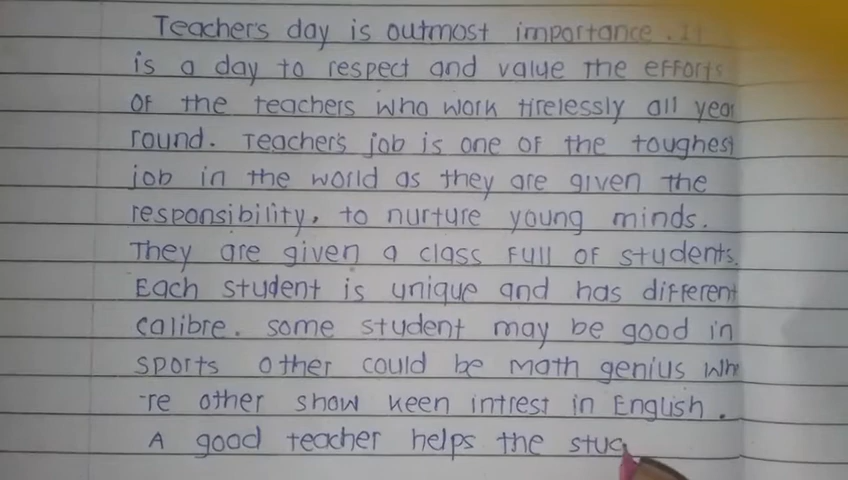 Teacher's day is outmost importance. It
is a day to respect and value the efforts
of the teachers who work tirelessly all year
round. Teacher's job is one of the toughest
job in the world as they are given the
responsibility, to nurture young minds.
They are given a class full of students.
Each student is unique and has different
calibre. some student may be good in
sports other could be math genius whe
-re other show keen intrest in English.
A good teacher helps the stud